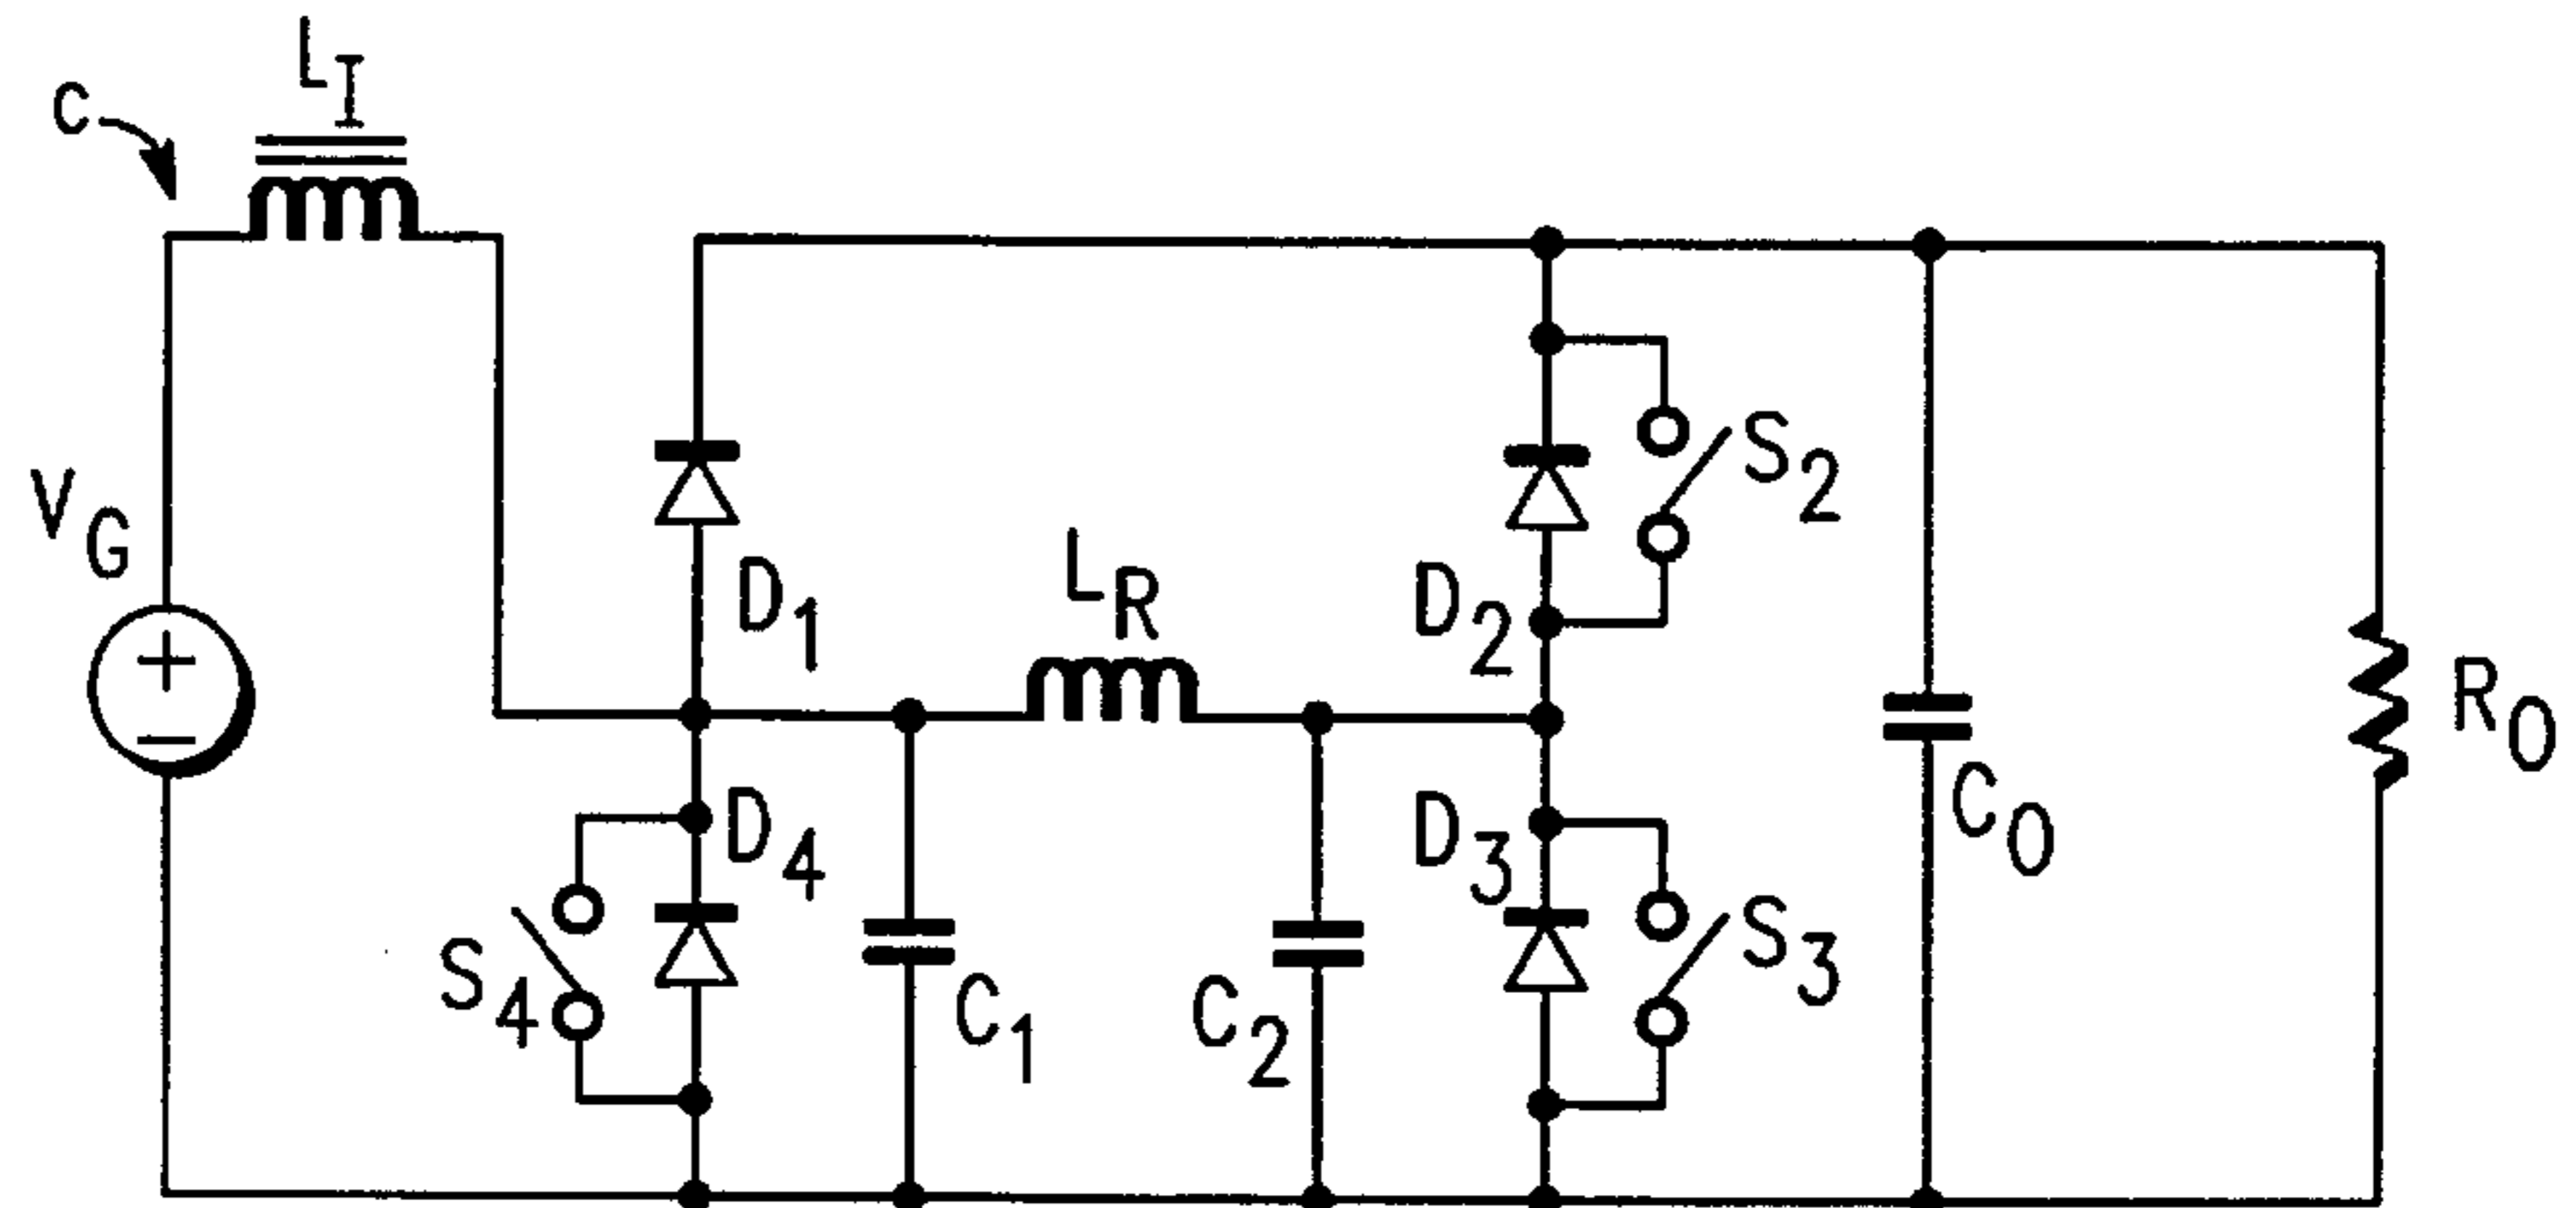 C
L_I
V_G
+
−
D_1
L_R
D_2
S_2
D_4
S_4
C_1
C_2
D_3
S_3
C_O
R_O